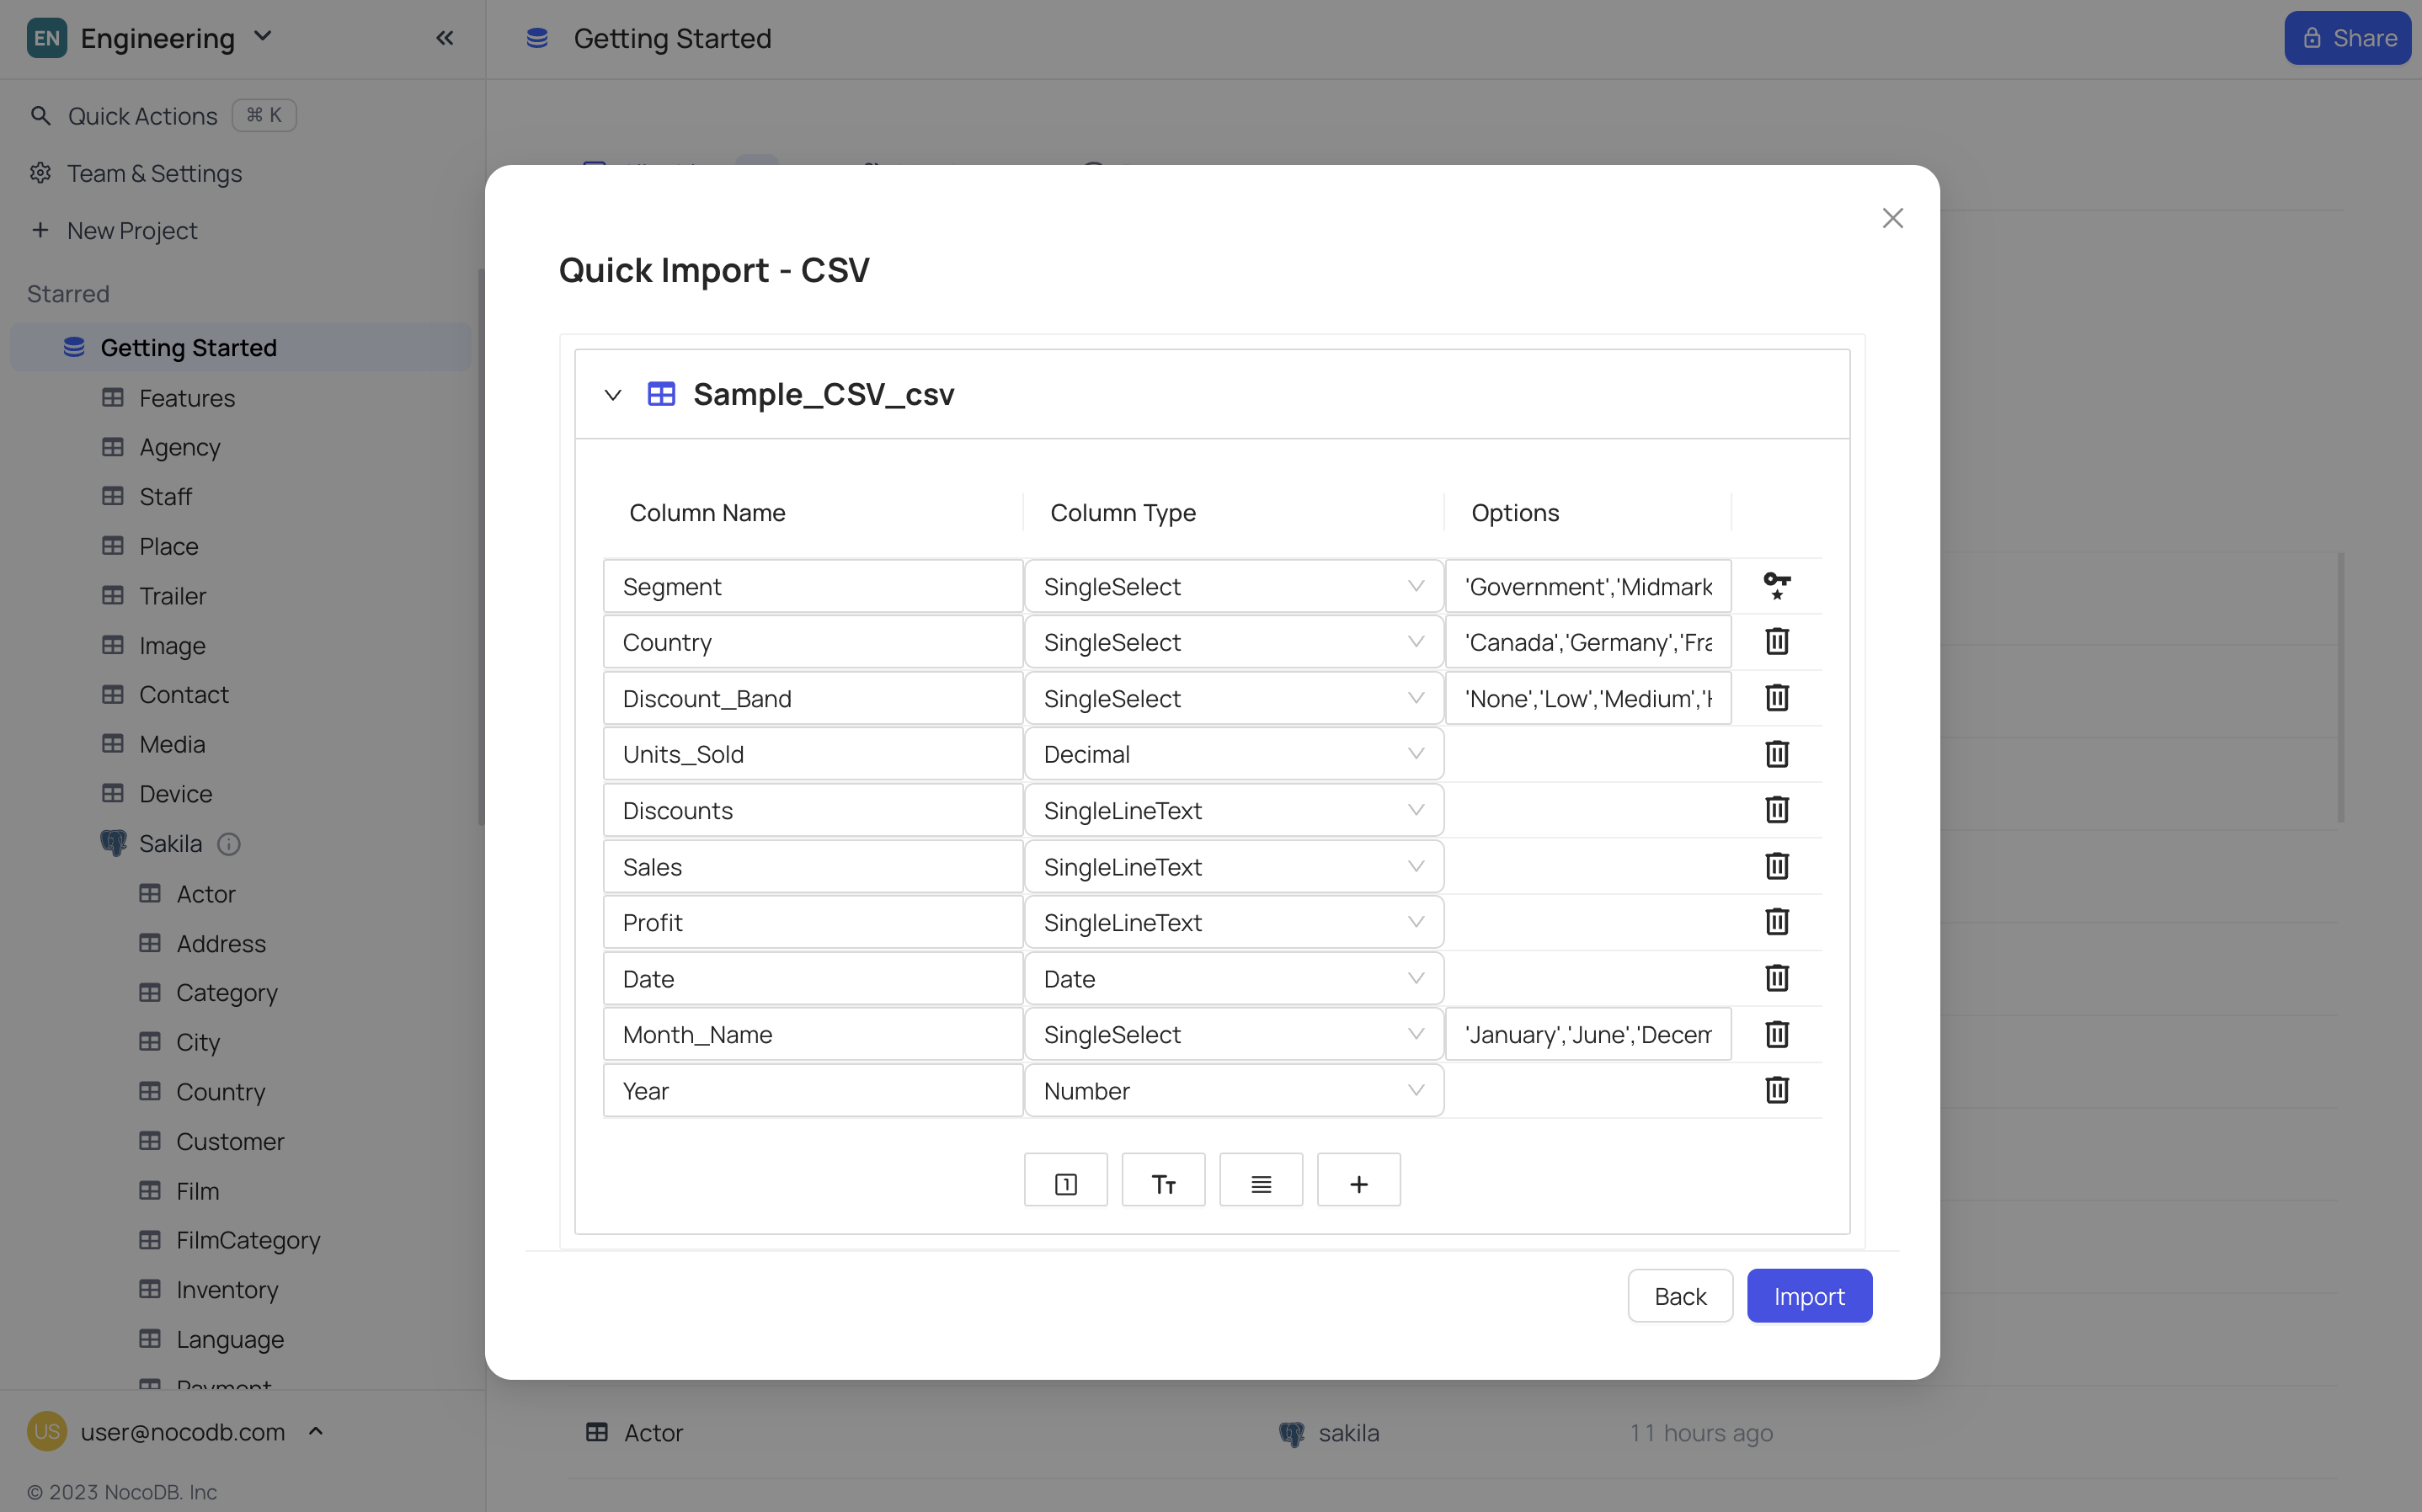 EN Engineering
Quick Actions ⌘ K
Team & Settings
New Project
Starred
Getting Started
Features
Agency
Staff
Place
Trailer
Image
Contact
Media
Device
Sakila
Actor
Address
Category
City
Country
Customer
Film
FilmCategory
Inventory
Language
Payment
US user@nocodb.com
© 2023 NocoDB. Inc
Getting Started
Share
Quick Import - CSV
Sample_CSV_csv
Column Name Column Type Options
Segment SingleSelect 'Government','Midmark
Country SingleSelect 'Canada','Germany','Fra
Discount_Band SingleSelect 'None','Low','Medium','H
Units_Sold Decimal
Discounts SingleLineText
Sales SingleLineText
Profit SingleLineText
Date Date
Month_Name SingleSelect 'January','June','Decem
Year Number
1 TT
Back Import
Actor sakila 11 hours ago